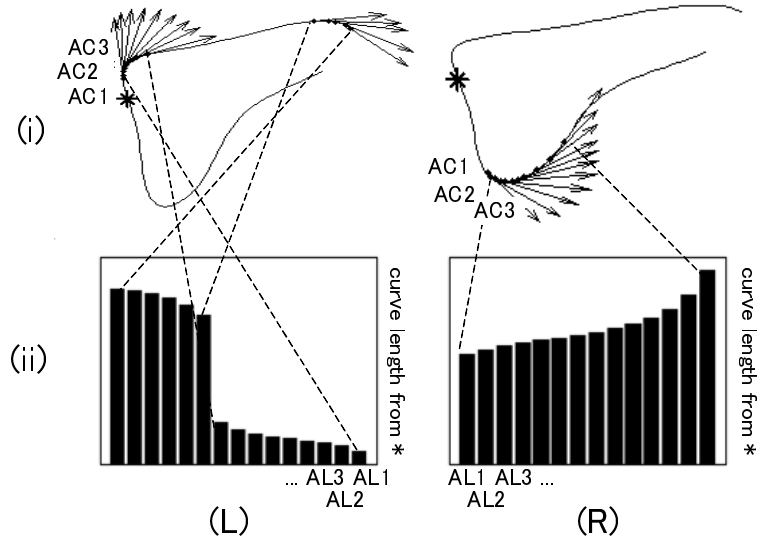 (i)
AC3
AC2
AC1
*
*
AC1
AC2
AC3
(ii)
curve length from *
curve length from *
... AL3 AL1
AL2
AL1 AL3 ...
AL2
(L)
(R)